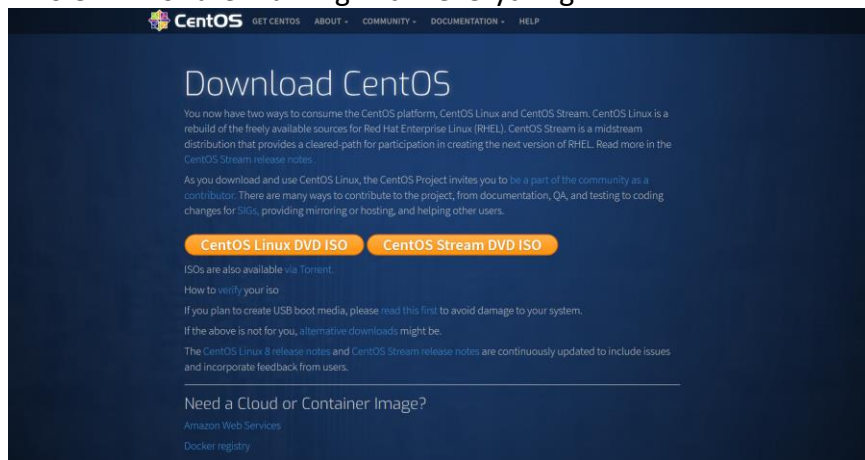 CentOS GET CENTOS ABOUT COMMUNITY DOCUMENTATION HELP
Download CentOS
You now have two ways to consume the CentOS platform, CentOS Linux and CentOS Stream. CentOS Linux is a
rebuild of the freely available sources for Red Hat Enterprise Linux (RHEL). CentOS Stream is a midstream
distribution that provides a cleared-path for participation in creating the next version of RHEL. Read more in the
CentOS Stream release notes .
As you download and use CentOS Linux, the CentOS Project invites you to be a part of the community as a
contributor. There are many ways to contribute to the project, from documentation, QA, and testing to coding
changes for SIGs, providing mirroring or hosting, and helping other users.
CentOS Linux DVD ISO CentOS Stream DVD ISO
ISOs are also available via Torrent.
How to verify your iso
If you plan to create USB boot media, please read this first to avoid damage to your system.
If the above is not for you, alternative downloads might be.
The CentOS Linux 8 release notes and CentOS Stream release notes are continuously updated to include issues
and incorporate feedback from users.
Need a Cloud or Container Image?
Amazon Web Services
Docker registry